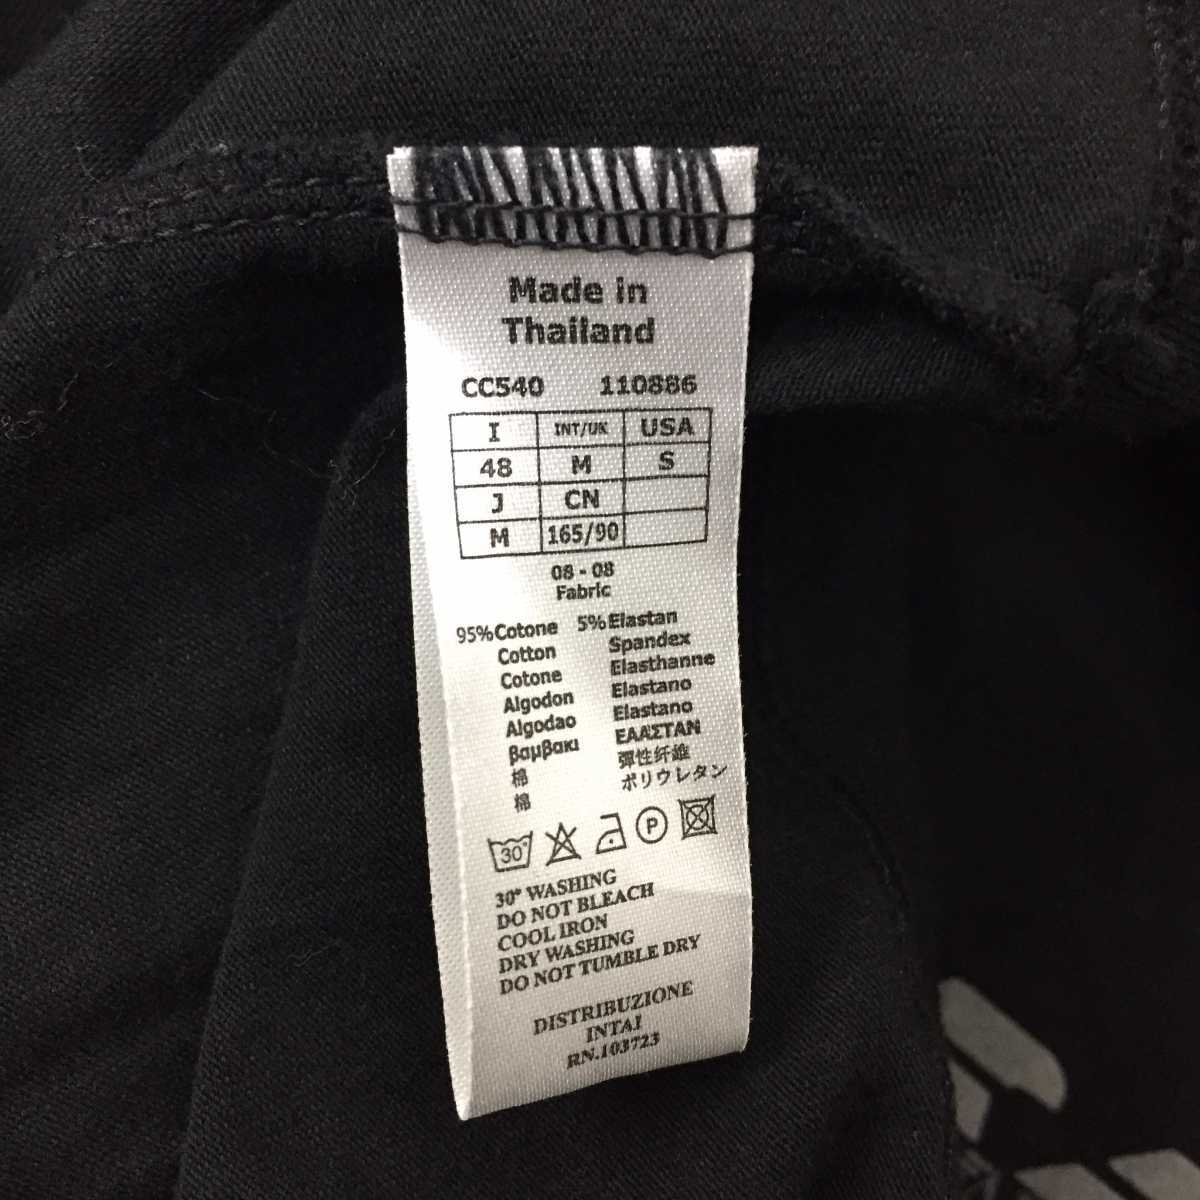 Made in
Thailand
CC540 110886
I INT/UK USA
48 M S
J CN
M 165/90
08 - 08
Fabric
95%Cotone 5%Elastan
Cotton Spandex
Cotone Elasthanne
Algodon Elastano
Algodao Elastano
βαμβακι ΕΛΑΣΤΑΝ
棉 彈性纤維
棉 ポリウレタン
30° P
30° WASHING
DO NOT BLEACH
COOL IRON
DRY WASHING
DO NOT TUMBLE DRY
DISTRIBUZIONE
INTAI
RN.103723